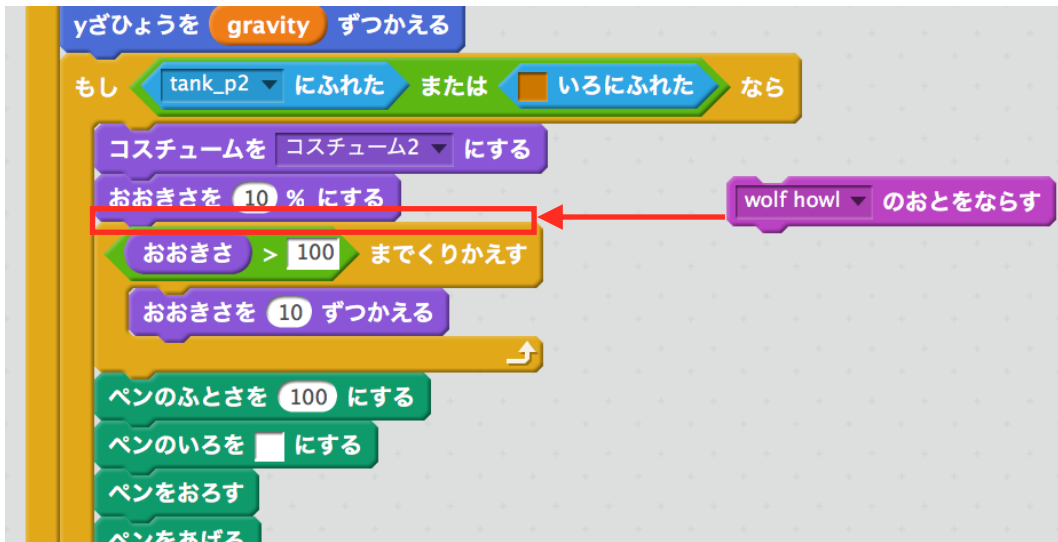 yざひょうを gravity ずつかえる
もし tank_p2 にふれた または いろにふれた なら
コスチュームを コスチューム2 にする
おおきさを 10 % にする
wolf howl のおとをならす
おおきさ > 100 までくりかえす
おおきさを 10 ずつかえる
ペンのふとさを 100 にする
ペンのいろを にする
ペンをおろす
ペンをあげる